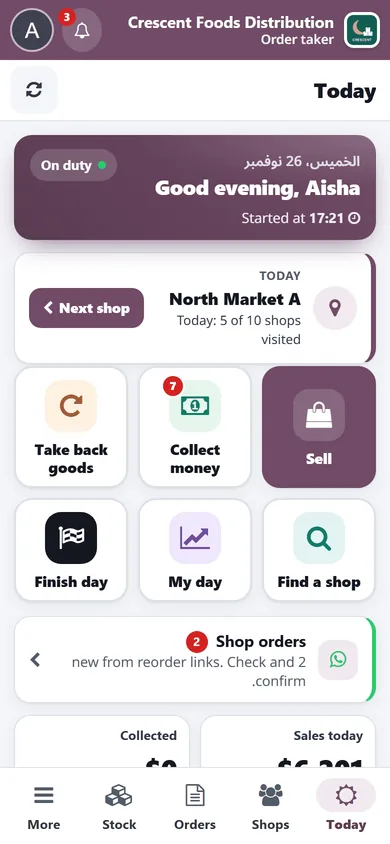 Crescent Foods Distribution
Order taker
CRESCENT
3
A
Today
الخميس، 26 نوفمبر
On duty
Good evening, Aisha
Started at 17:21
TODAY
North Market A
Today: 5 of 10 shops
visited
Next shop
Sell
7
Collect
money
Take back
goods
Find a shop
My day
Finish day
Shop orders 2
new from reorder links. Check and 2
.confirm
Sales today
Collected
$0
Today
Shops
Orders
Stock
More